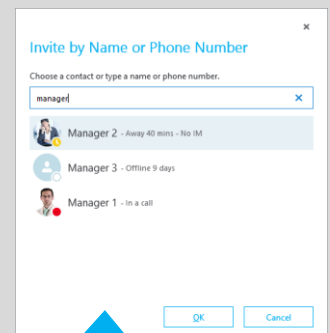 ×
Invite by Name or Phone Number
Choose a contact or type a name or phone number.
manager ×
Manager 2 - Away 40 mins - No IM
Manager 3 - Offline 9 days
Manager 1 - In a call
OK Cancel